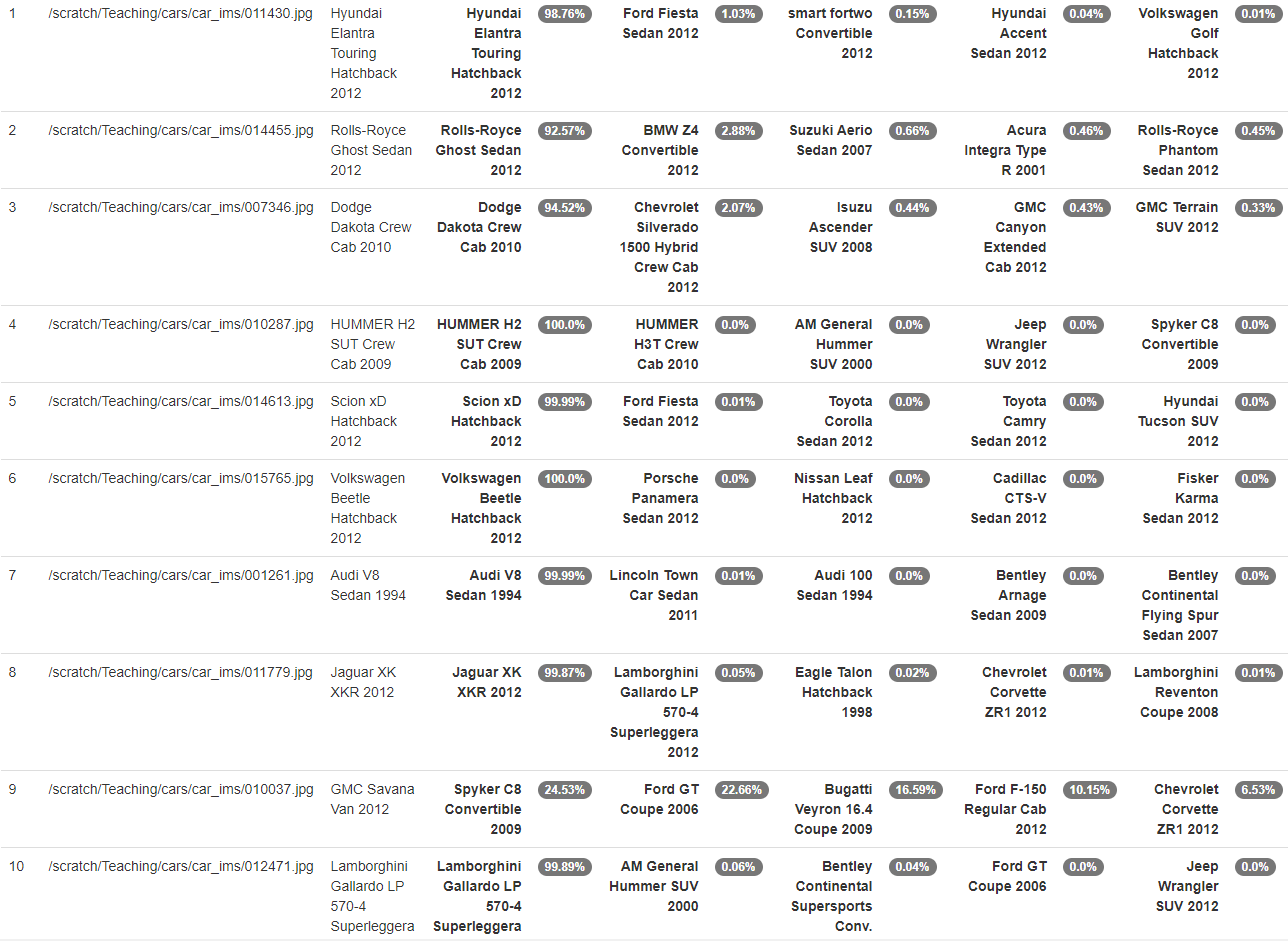 1 /scratch/Teaching/cars/car_ims/011430.jpg Hyundai Hyundai 98.76% Ford Fiesta 1.03% smart fortwo 0.15% Hyundai 0.04% Volkswagen 0.01%
Elantra Elantra Sedan 2012 Convertible Accent Golf
Touring Touring 2012 Sedan 2012 Hatchback
Hatchback Hatchback 2012
2012 2012
2 /scratch/Teaching/cars/car_ims/014455.jpg Rolls-Royce Rolls-Royce 92.57% BMW Z4 2.88% Suzuki Aerio 0.66% Acura 0.46% Rolls-Royce 0.45%
Ghost Sedan Ghost Sedan Convertible Sedan 2007 Integra Type Phantom
2012 2012 2012 R 2001 Sedan 2012
3 /scratch/Teaching/cars/car_ims/007346.jpg Dodge Dodge 94.52% Chevrolet 2.07% Isuzu 0.44% GMC 0.43% GMC Terrain 0.33%
Dakota Crew Dakota Crew Silverado Ascender Canyon SUV 2012
Cab 2010 Cab 2010 1500 Hybrid SUV 2008 Extended
Crew Cab Cab 2012
2012
4 /scratch/Teaching/cars/car_ims/010287.jpg HUMMER H2 HUMMER H2 100.0% HUMMER 0.0% AM General 0.0% Jeep 0.0% Spyker C8 0.0%
SUT Crew SUT Crew H3T Crew Hummer Wrangler Convertible
Cab 2009 Cab 2009 Cab 2010 SUV 2000 SUV 2012 2009
5 /scratch/Teaching/cars/car_ims/014613.jpg Scion xD Scion xD 99.99% Ford Fiesta 0.01% Toyota 0.0% Toyota 0.0% Hyundai 0.0%
Hatchback Hatchback Sedan 2012 Corolla Camry Tucson SUV
2012 2012 Sedan 2012 Sedan 2012 2012
6 /scratch/Teaching/cars/car_ims/015765.jpg Volkswagen Volkswagen 100.0% Porsche 0.0% Nissan Leaf 0.0% Cadillac 0.0% Fisker 0.0%
Beetle Beetle Panamera Hatchback CTS-V Karma
Hatchback Hatchback Sedan 2012 2012 Sedan 2012 Sedan 2012
2012 2012
7 /scratch/Teaching/cars/car_ims/001261.jpg Audi V8 Audi V8 99.99% Lincoln Town 0.01% Audi 100 0.0% Bentley 0.0% Bentley 0.0%
Sedan 1994 Sedan 1994 Car Sedan Sedan 1994 Arnage Continental
2011 Sedan 2009 Flying Spur
Sedan 2007
8 /scratch/Teaching/cars/car_ims/011779.jpg Jaguar XK Jaguar XK 99.87% Lamborghini 0.05% Eagle Talon 0.02% Chevrolet 0.01% Lamborghini 0.01%
XKR 2012 XKR 2012 Gallardo LP Hatchback Corvette Reventon
570-4 1998 ZR1 2012 Coupe 2008
Superleggera
2012
9 /scratch/Teaching/cars/car_ims/010037.jpg GMC Savana Spyker C8 24.53% Ford GT 22.66% Bugatti 16.59% Ford F-150 10.15% Chevrolet 6.53%
Van 2012 Convertible Coupe 2006 Veyron 16.4 Regular Cab Corvette
2009 Coupe 2009 2012 ZR1 2012
10 /scratch/Teaching/cars/car_ims/012471.jpg Lamborghini Lamborghini 99.89% AM General 0.06% Bentley 0.04% Ford GT 0.0% Jeep 0.0%
Gallardo LP Gallardo LP Hummer SUV Continental Coupe 2006 Wrangler
570-4 570-4 2000 Supersports SUV 2012
Superleggera Superleggera Conv.